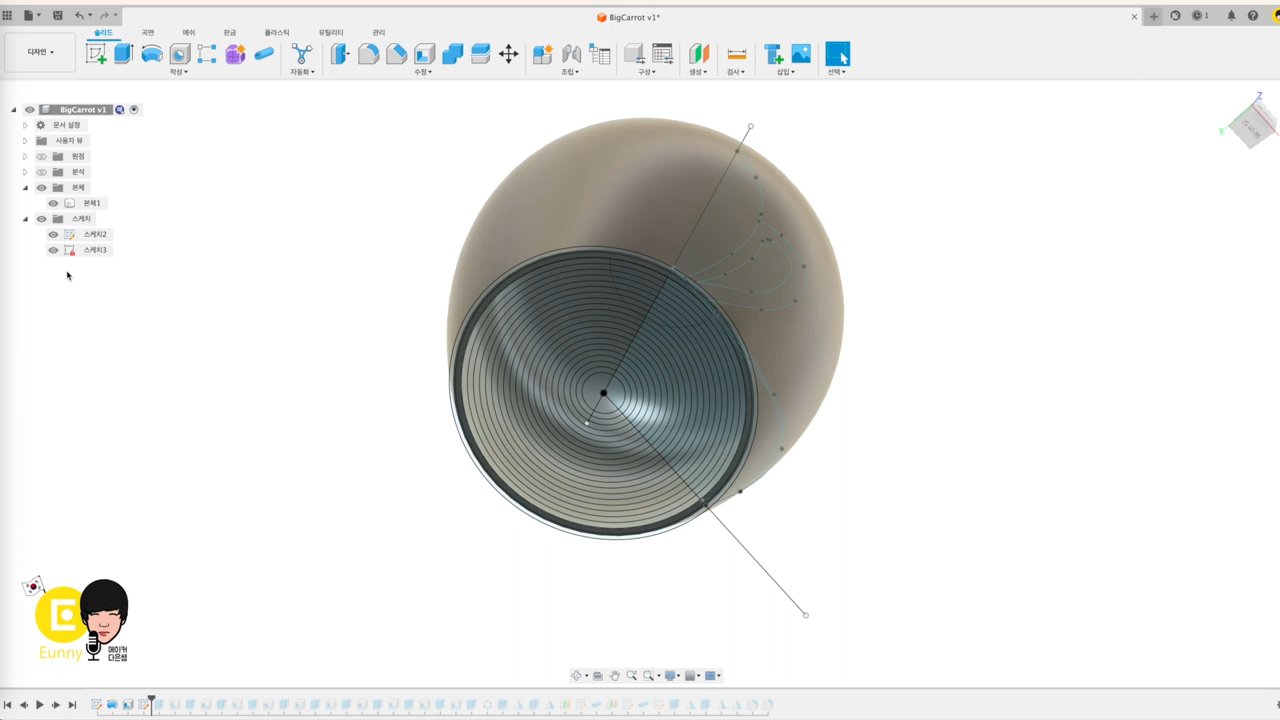 BigCarrot v1*
1
디자인
솔리드 곡면 메쉬 판금 플라스틱 유틸리티 관리
작성 자동화 수정 조립 구성 생성 검사 삽입 선택
BigCarrot v1
문서 설정
사용자 뷰
원점
분석
본체
본체1
스케치
스케치2
스케치3
Z
Y
E
Eunny
메이커
다은쌤